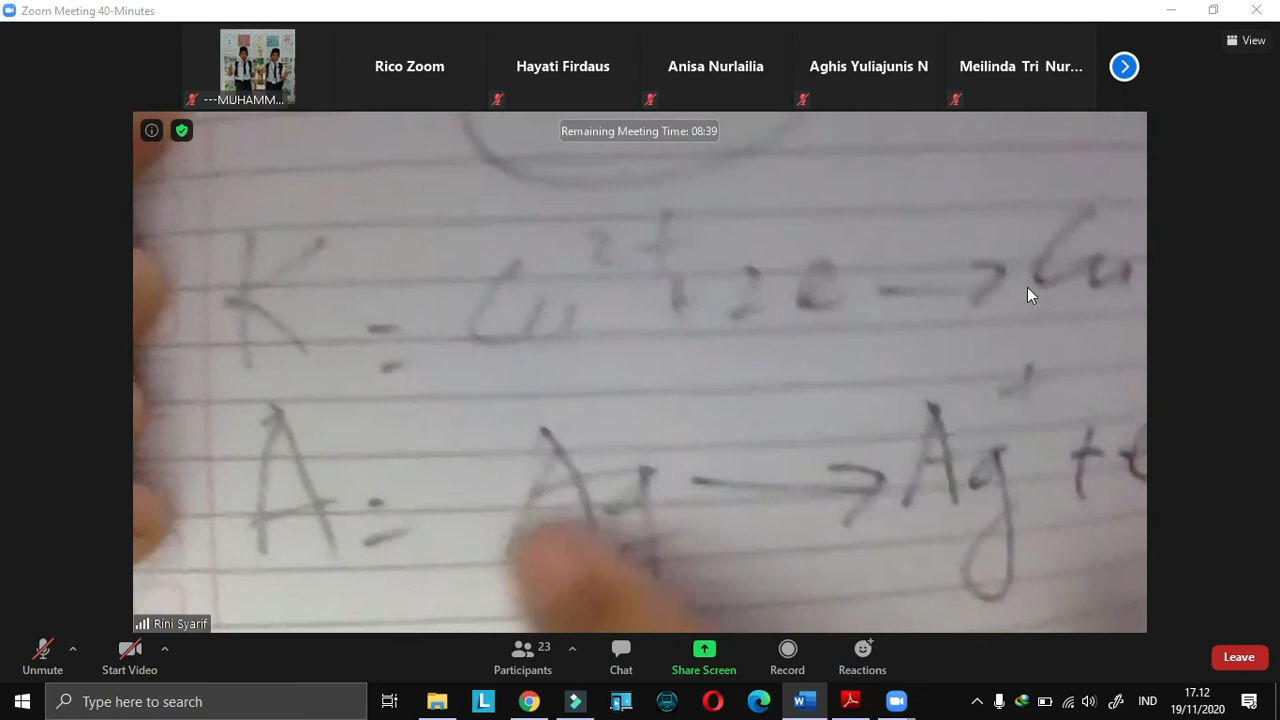 Zoom Meeting 40-Minutes
View
---MUHAMM...
Rico Zoom
Hayati Firdaus
Anisa Nurlailia
Aghis Yuliajunis N
Meilinda Tri Nur...
Remaining Meeting Time: 08:39
K = Cu²⁺ + 2e → Cu
A = Ag → Ag⁺ + e
Rini Syarif
Unmute
Start Video
Participants
23
Chat
Share Screen
Record
Reactions
Leave
Type here to search
L
W
IND
17.12
19/11/2020